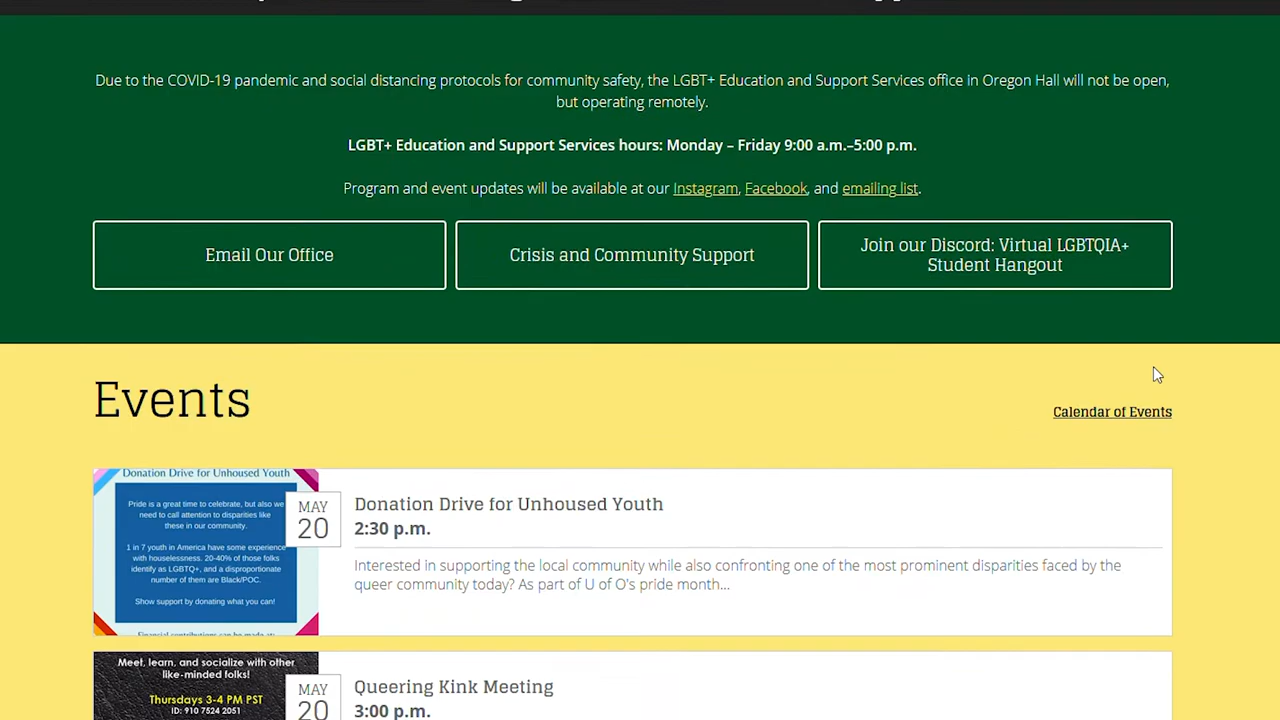 Due to the COVID-19 pandemic and social distancing protocols for community safety, the LGBT+ Education and Support Services office in Oregon Hall will not be open,
but operating remotely.
LGBT+ Education and Support Services hours: Monday – Friday 9:00 a.m.–5:00 p.m.
Program and event updates will be available at our Instagram, Facebook, and emailing list.
Email Our Office
Crisis and Community Support
Join our Discord: Virtual LGBTQIA+
Student Hangout
Events
Calendar of Events
Donation Drive for Unhoused Youth
Pride is a great time to celebrate, but also we
need to call attention to disparities like
these in our community.
1 in 7 youth in America have some experience
with houselessness. 20-40% of those folks
identify as LGBTQ+, and a disproportionate
number of them are Black/POC.
Show support by donating what you can!
Financial contributions can be made at:
MAY
20
Donation Drive for Unhoused Youth
2:30 p.m.
Interested in supporting the local community while also confronting one of the most prominent disparities faced by the
queer community today? As part of U of O's pride month...
Meet, learn, and socialize with other
like-minded folks!
Thursdays 3-4 PM PST
ID: 910 7524 2051
MAY
20
Queering Kink Meeting
3:00 p.m.